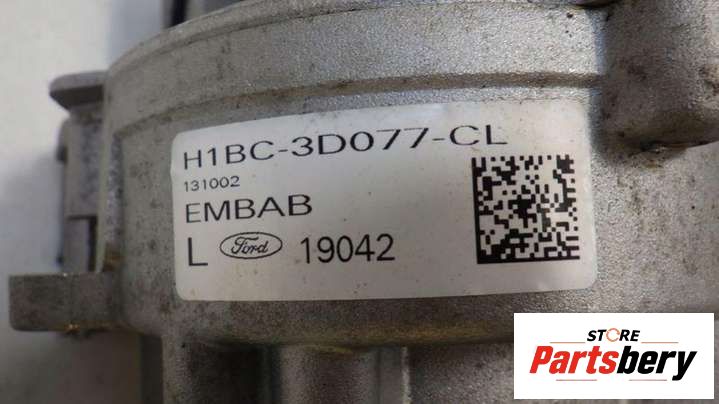 H1BC-3D077-CL
131002
EMBAB
L Ford 19042
STORE
Partsbery